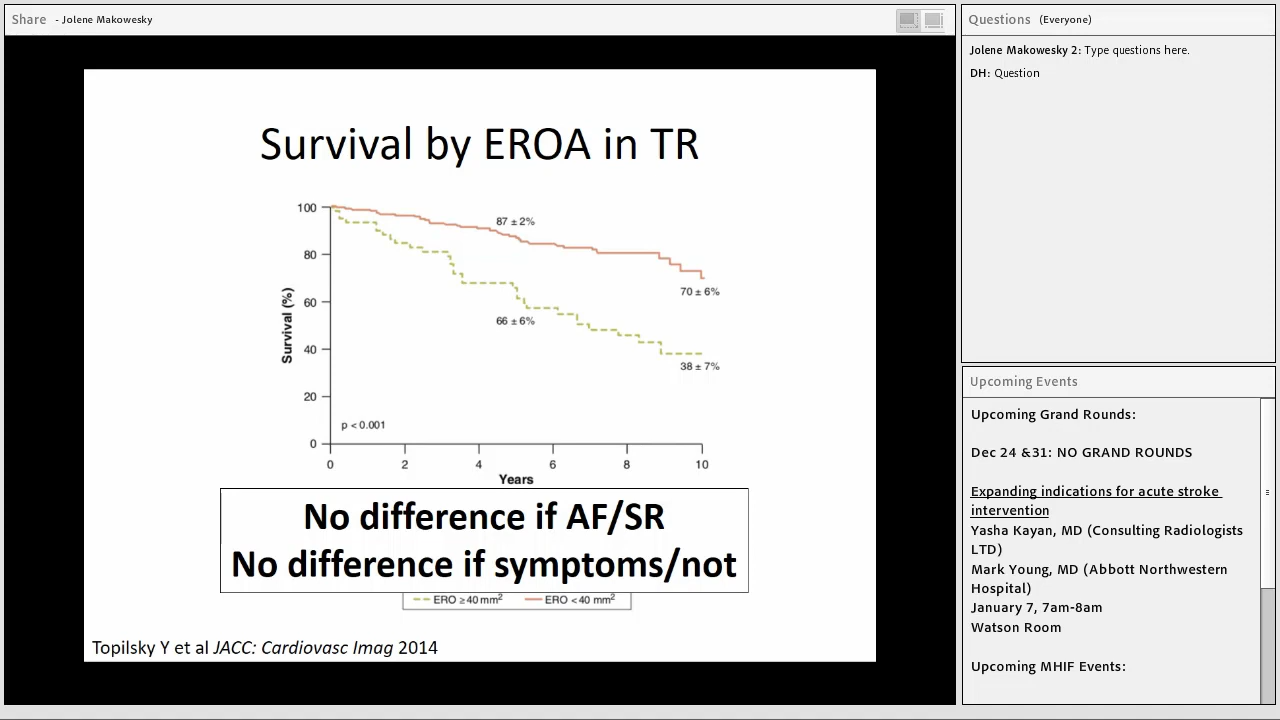 Share - Jolene Makowesky
Survival by EROA in TR
100
80
60
40
20
0
Survival (%)
87 ± 2%
70 ± 6%
66 ± 6%
38 ± 7%
p < 0.001
0 2 4 6 8 10
Years
No difference if AF/SR
No difference if symptoms/not
ERO ≥ 40 mm² ERO < 40 mm²
Topilsky Y et al JACC: Cardiovasc Imag 2014
Questions (Everyone)
Jolene Makowesky 2: Type questions here.
DH: Question
Upcoming Events
Upcoming Grand Rounds:
Dec 24 &31: NO GRAND ROUNDS
Expanding indications for acute stroke
intervention
Yasha Kayan, MD (Consulting Radiologists
LTD)
Mark Young, MD (Abbott Northwestern
Hospital)
January 7, 7am-8am
Watson Room
Upcoming MHIF Events: